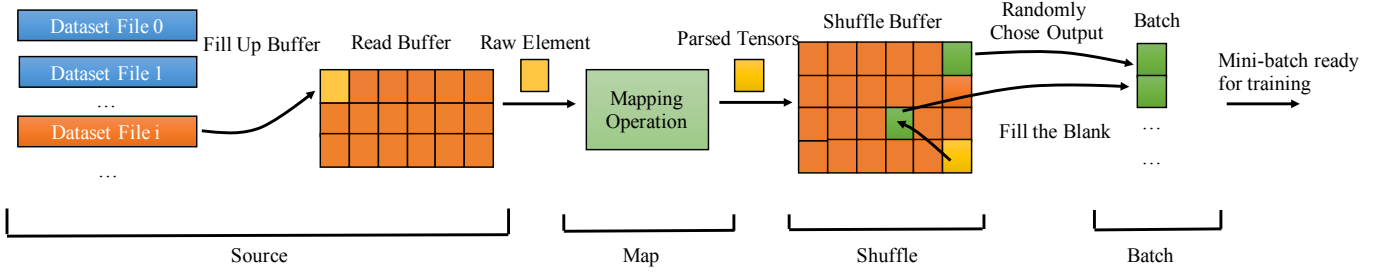 Dataset File 0
Dataset File 1
…
Dataset File i
…
Fill Up Buffer
Read Buffer
Raw Element
Mapping
Operation
Parsed Tensors
Shuffle Buffer
Randomly
Chose Output
Fill the Blank
Batch
…
…
Mini-batch ready
for training
Source
Map
Shuffle
Batch